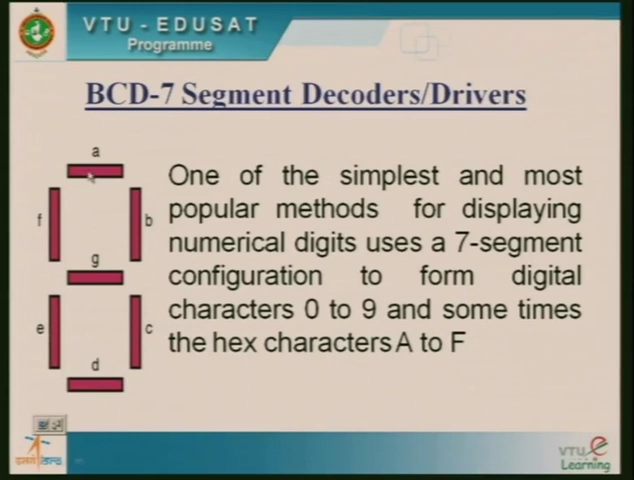 VTU - EDUSAT
Programme
BCD-7 Segment Decoders/Drivers
a
f
b
g
e
c
d
One of the simplest and most
popular methods for displaying
numerical digits uses a 7-segment
configuration to form digital
characters 0 to 9 and some times
the hex characters A to F
VTU e
Learning